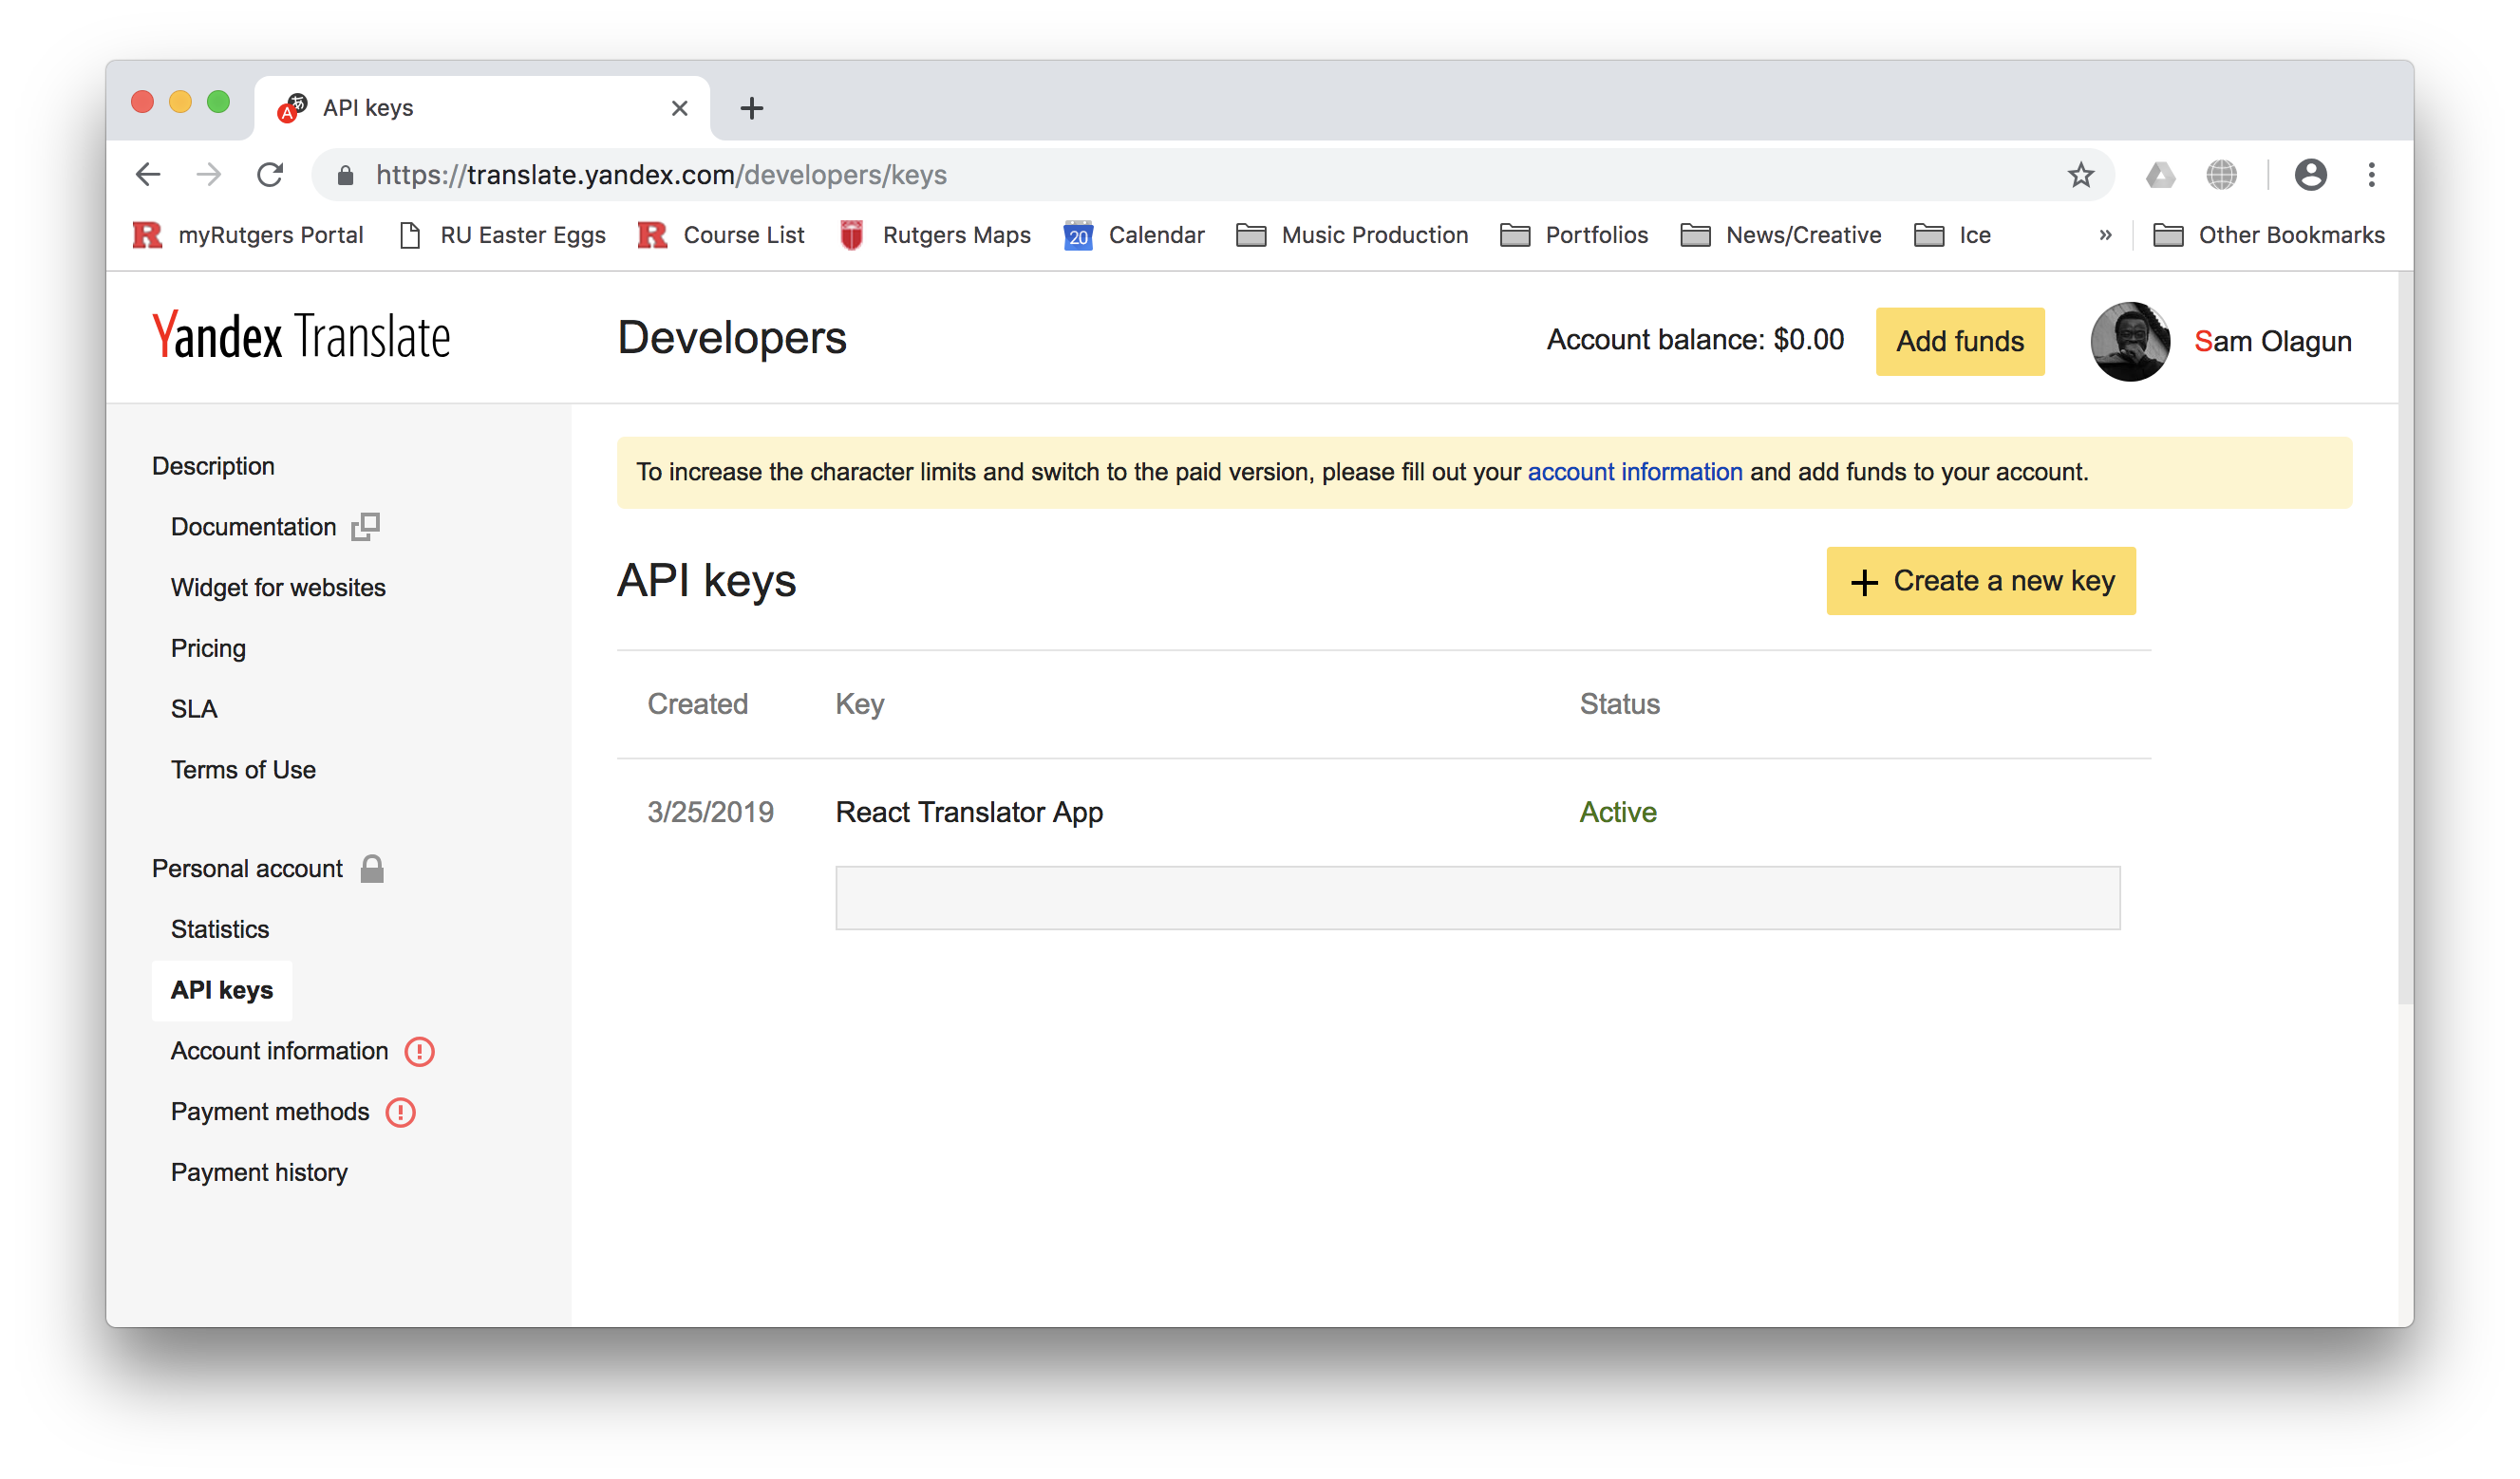 API keys
https://translate.yandex.com/developers/keys
myRutgers Portal RU Easter Eggs Course List Rutgers Maps 20 Calendar Music Production Portfolios News/Creative Ice » Other Bookmarks
Yandex Translate Developers Account balance: $0.00 Add funds Sam Olagun
To increase the character limits and switch to the paid version, please fill out your account information and add funds to your account.
Description
Documentation
Widget for websites
Pricing
SLA
Terms of Use
Personal account
Statistics
API keys
Account information
Payment methods
Payment history
API keys + Create a new key
Created Key Status
3/25/2019 React Translator App Active